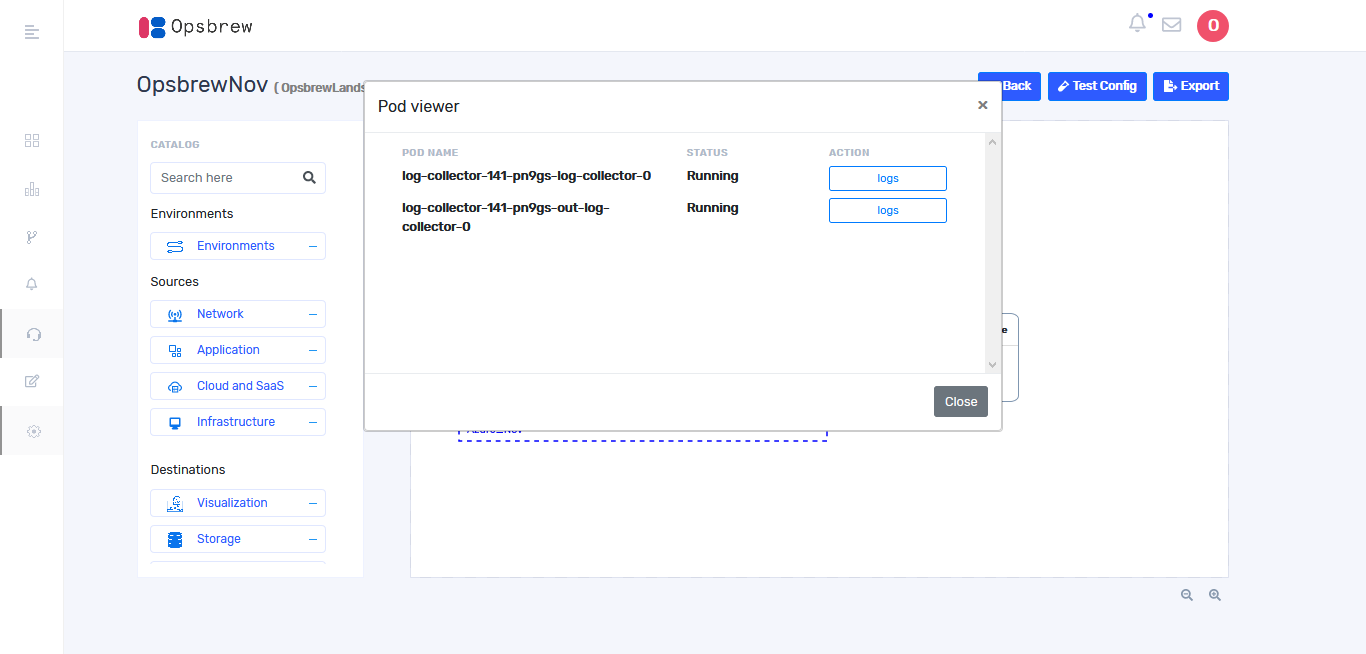 Opsbrew
O
OpsbrewNov ( OpsbrewLands
Back
Test Config
Export
CATALOG
Search here
Environments
Environments
Sources
Network
Application
Cloud and SaaS
Infrastructure
Destinations
Visualization
Storage
Pod viewer
×
POD NAME STATUS ACTION
log-collector-141-pn9gs-log-collector-0 Running logs
log-collector-141-pn9gs-out-log- Running logs
collector-0
Close
e